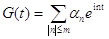 G(t) = ∑_{|n|≤m} α_n e^{int}